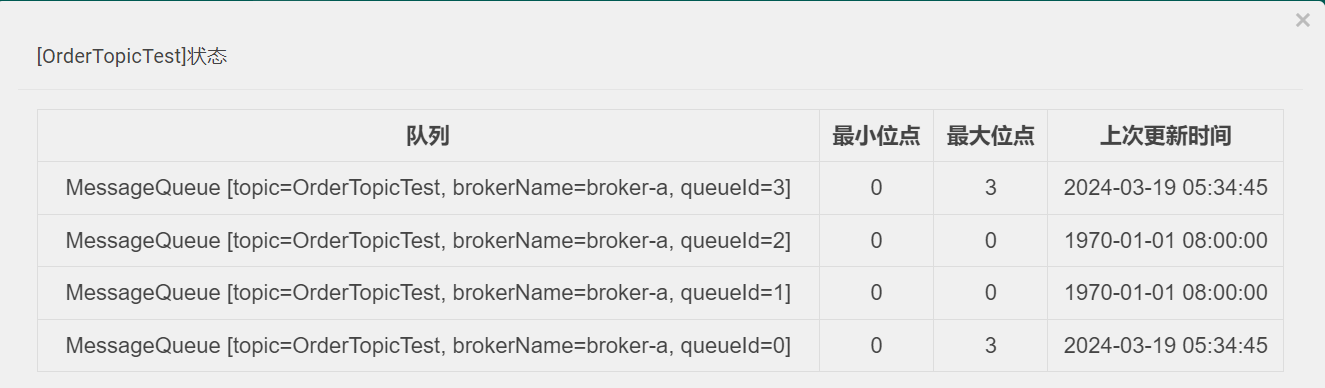 ×
[OrderTopicTest]状态
队列 最小位点 最大位点 上次更新时间
MessageQueue [topic=OrderTopicTest, brokerName=broker-a, queueId=3] 0 3 2024-03-19 05:34:45
MessageQueue [topic=OrderTopicTest, brokerName=broker-a, queueId=2] 0 0 1970-01-01 08:00:00
MessageQueue [topic=OrderTopicTest, brokerName=broker-a, queueId=1] 0 0 1970-01-01 08:00:00
MessageQueue [topic=OrderTopicTest, brokerName=broker-a, queueId=0] 0 3 2024-03-19 05:34:45